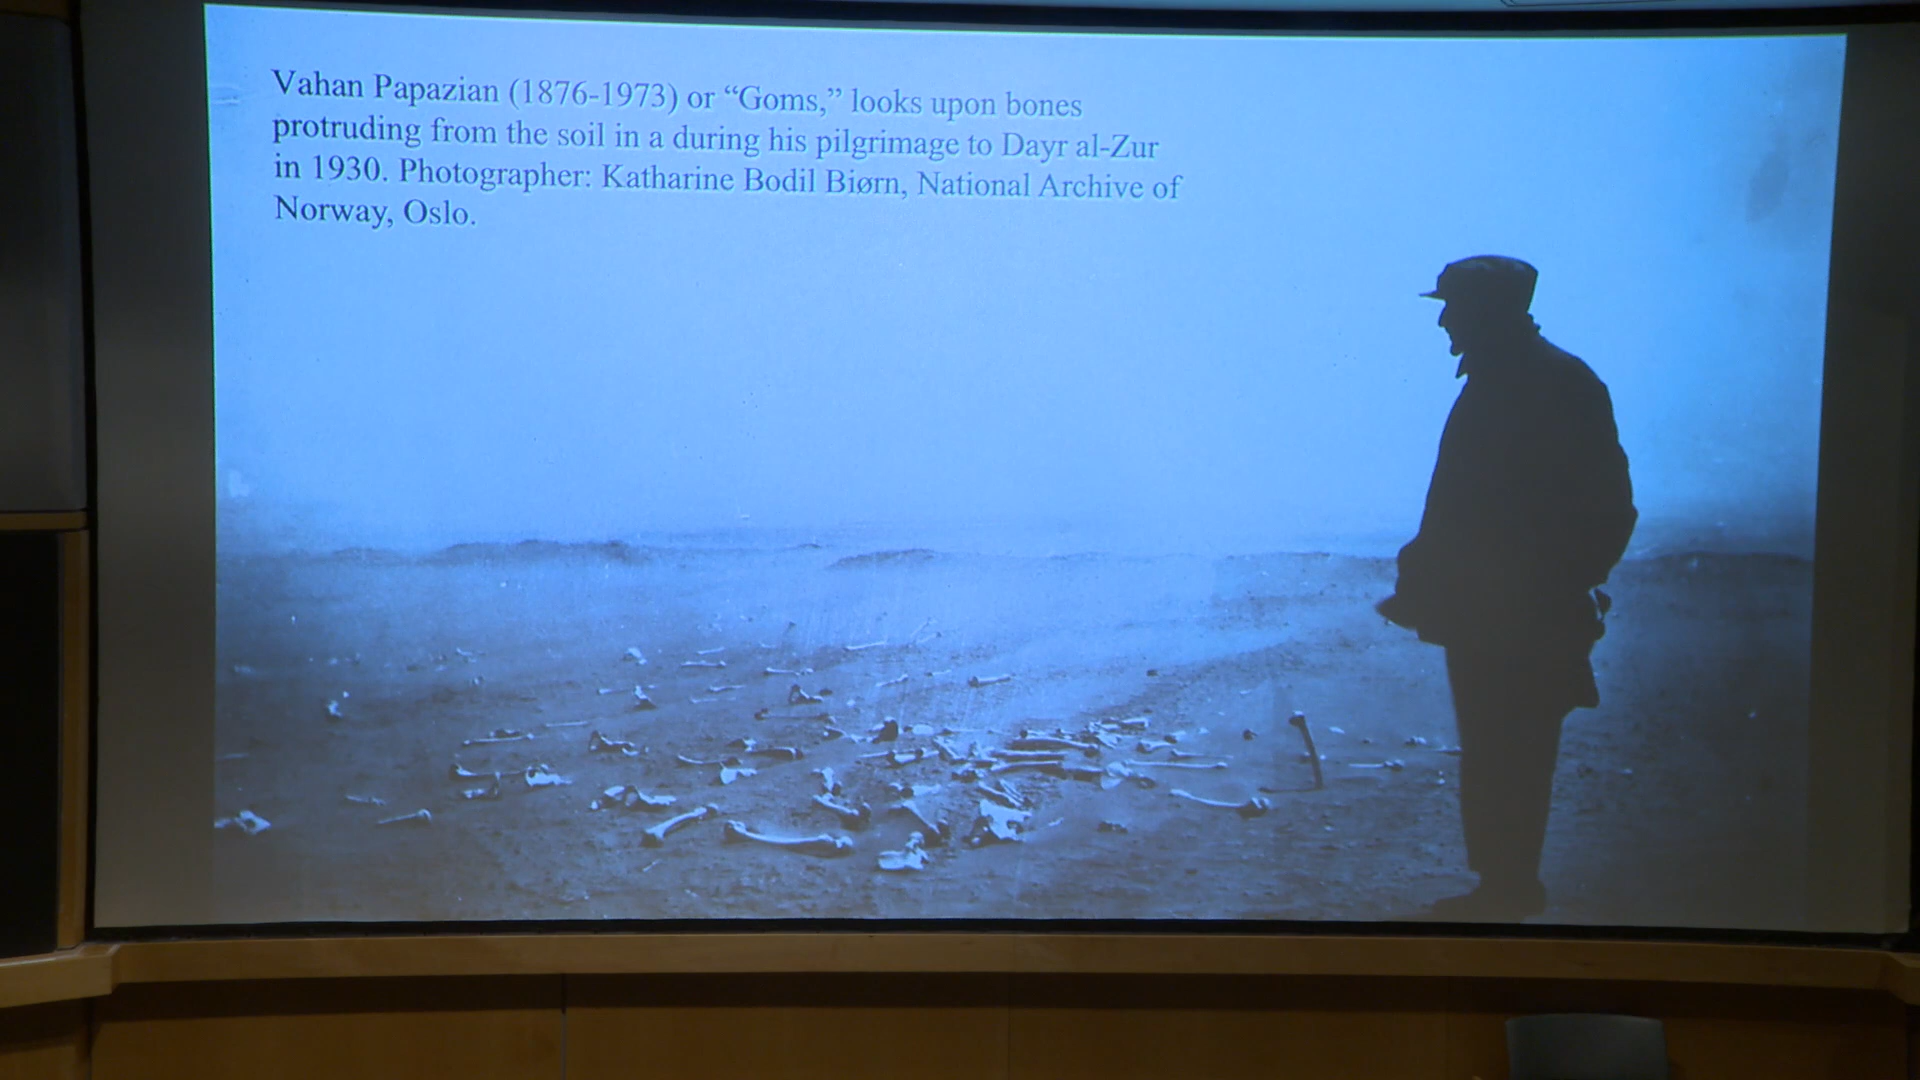 Vahan Papazian (1876-1973) or “Goms,” looks upon bones
protruding from the soil in a during his pilgrimage to Dayr al-Zur
in 1930. Photographer: Katharine Bodil Biørn, National Archive of
Norway, Oslo.